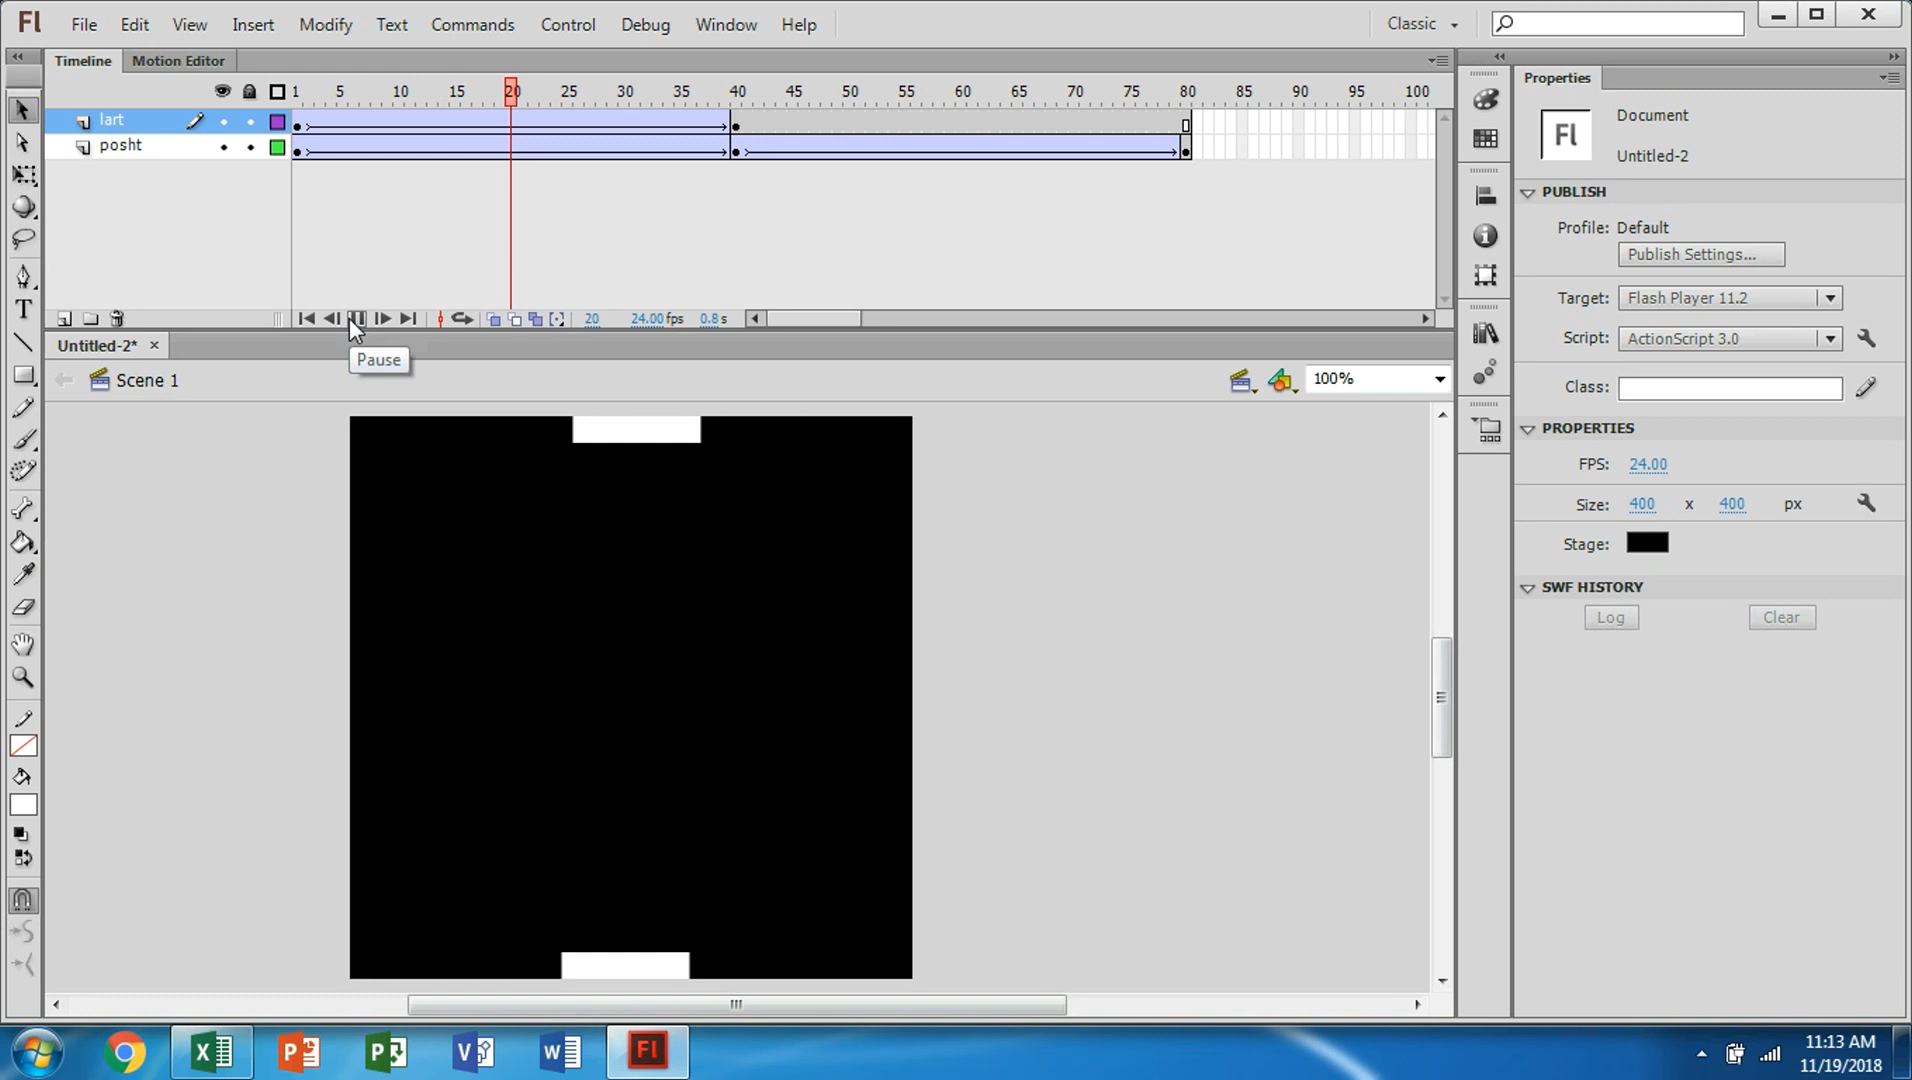 Fl File Edit View Insert Modify Text Commands Control Debug Window Help Classic
Timeline Motion Editor
1 5 10 15 20 25 30 35 40 45 50 55 60 65 70 75 80 85 90 95 100
lart
posht
20 24.00 fps 0.8 s
Untitled-2* ×
Pause
Scene 1
100%
Properties
Fl
Document
Untitled-2
PUBLISH
Profile: Default
Publish Settings...
Target: Flash Player 11.2
Script: ActionScript 3.0
Class:
PROPERTIES
FPS: 24.00
Size: 400 x 400 px
Stage:
SWF HISTORY
Log Clear
Fl
11:13 AM
11/19/2018